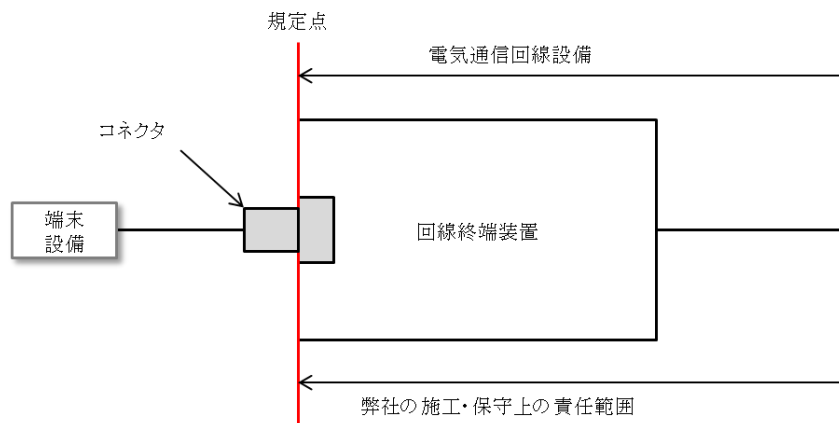 規定点
電気通信回線設備
コネクタ
端末
設備
回線終端装置
弊社の施工・保守上の責任範囲